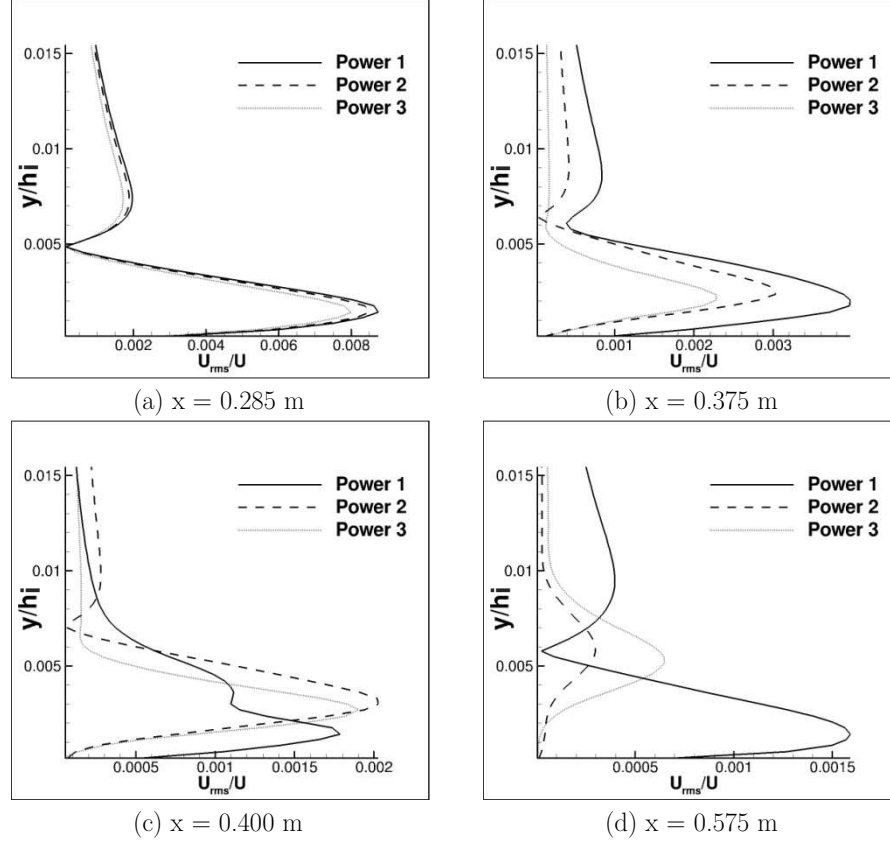 0.015
0.01
0.005
y/hi
Power 1
Power 2
Power 3
0.002 0.004 0.006 0.008
Urms/U
(a) x = 0.285 m
0.015
0.01
0.005
y/hi
Power 1
Power 2
Power 3
0.001 0.002 0.003
Urms/U
(b) x = 0.375 m
0.015
0.01
0.005
y/hi
Power 1
Power 2
Power 3
0.0005 0.001 0.0015 0.002
Urms/U
(c) x = 0.400 m
0.015
0.01
0.005
y/hi
Power 1
Power 2
Power 3
0.0005 0.001 0.0015
Urms/U
(d) x = 0.575 m